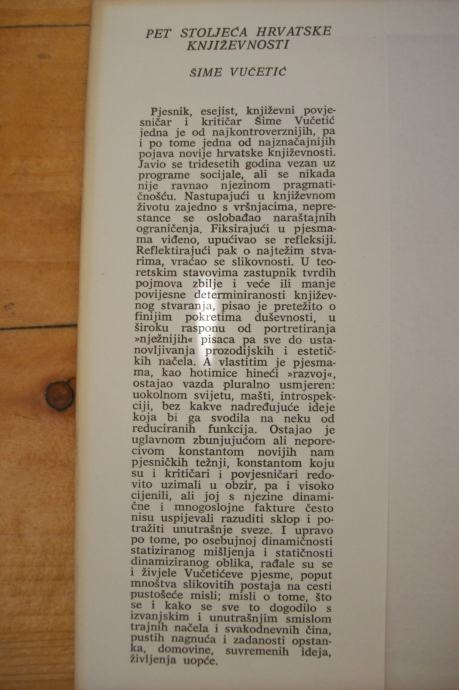 PET STOLJEĆA HRVATSKE
KNJIŽEVNOSTI
ŠIME VUČETIĆ
Pjesnik, esejist, književni povje-
sničar i kritičar Šime Vučetić
jedna je od najkontroverznijih, pa
i po tome jedna od najznačajnijih
pojava novije hrvatske književnosti.
Javio se tridesetih godina vezan uz
programe socijale, ali se nikada
nije ravnao njezinom pragmati-
čnošću. Nastupajući u književnom
životu zajedno s vršnjacima, nepre-
stance se oslobađao naraštajnih
ograničenja. Fiksirajući u pjesma-
ma viđeno, upućivao se refleksiji.
Reflektirajući pak o najtežim stva-
rima, vraćao se slikovnosti. U teo-
retskim stavovima zastupnik tvrdih
pojmova zbilje i veće ili manje
povijesne determiniranosti književ-
nog stvaranja, pisao je pretežito o
finijim pokretima duševnosti, u
široku rasponu od portretiranja
»nježnijih« pisaca pa sve do usta-
novljivanja prozodijskih i estetič-
kih načela. A vlastitim je pjesma-
ma, kao hotimice hineći »razvoj«,
ostajao vazda pluralno usmjeren:
uokolnom svijetu, mašti, introspek-
ciji, bez kakve nadređujuće ideje
koja bi ga svodila na neku od
reduciranih funkcija. Ostajao je
uglavnom zbunjujućom ali nepore-
civom konstantom novijih nam
pjesničkih težnji, konstantom koju
su i kritičari i povjesničari redo-
vito uzimali u obzir, pa i visoko
cijenili, ali joj s njezine dinami-
čne i mnogoslojne fakture često
nisu uspijevali razuditi sklop i po-
tražiti unutrašnje sveze. I upravo
po tome, po osebujnoj dinamičnosti
statiziranog mišljenja i statičnosti
dinamiziranog oblika, rađale su se
i živjele Vučetićeve pjesme, poput
mnoštva slikovitih postaja na cesti
pustošeće misli; misli o tome, što
se i kako se sve to dogodilo s
izvanjskim i unutrašnjim smislom
trajnih načela i svakodnevnih čina,
pustih nagnuća i zadanosti opstan-
ka, domovine, suvremenih ideja,
življenja uopće.